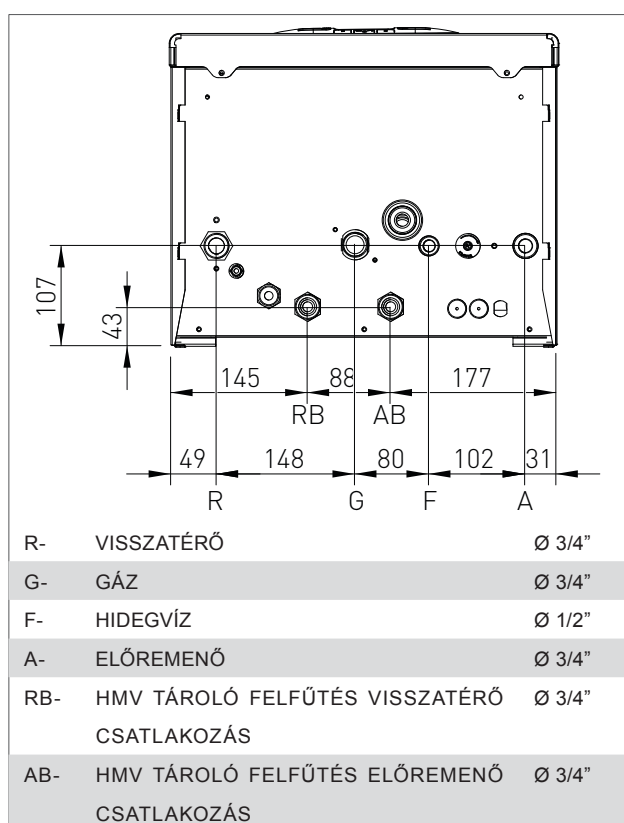 107
43
145 88 177
RB AB
49 148 80 102 31
R G F A
R- VISSZATÉRŐ Ø 3/4”
G- GÁZ Ø 3/4”
F- HIDEGVÍZ Ø 1/2”
A- ELŐREMENŐ Ø 3/4”
RB- HMV TÁROLÓ FELFŰTÉS VISSZATÉRŐ Ø 3/4”
CSATLAKOZÁS
AB- HMV TÁROLÓ FELFŰTÉS ELŐREMENŐ Ø 3/4”
CSATLAKOZÁS